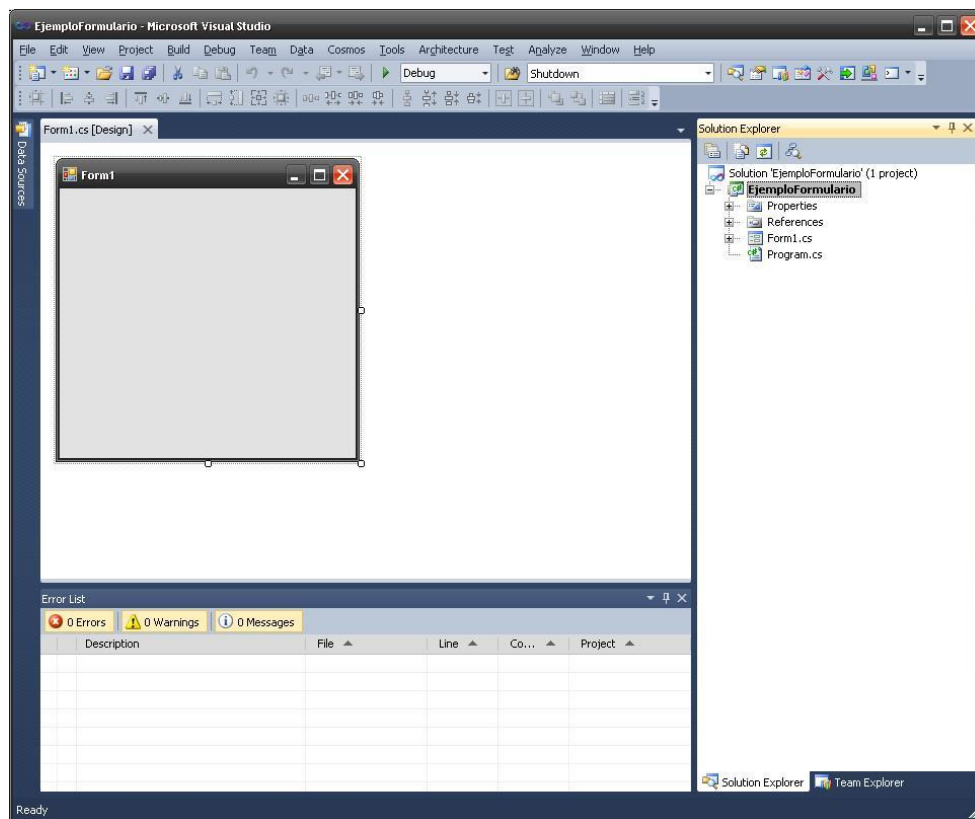 EjemploFormulario - Microsoft Visual Studio
File Edit View Project Build Debug Team Data Cosmos Tools Architecture Test Analyze Window Help
Debug Shutdown
Data Sources
Form1.cs [Design]
Form1
Solution Explorer
Solution 'EjemploFormulario' (1 project)
EjemploFormulario
Properties
References
Form1.cs
Program.cs
Error List
0 Errors 0 Warnings 0 Messages
Description File Line Co... Project
Solution Explorer Team Explorer
Ready